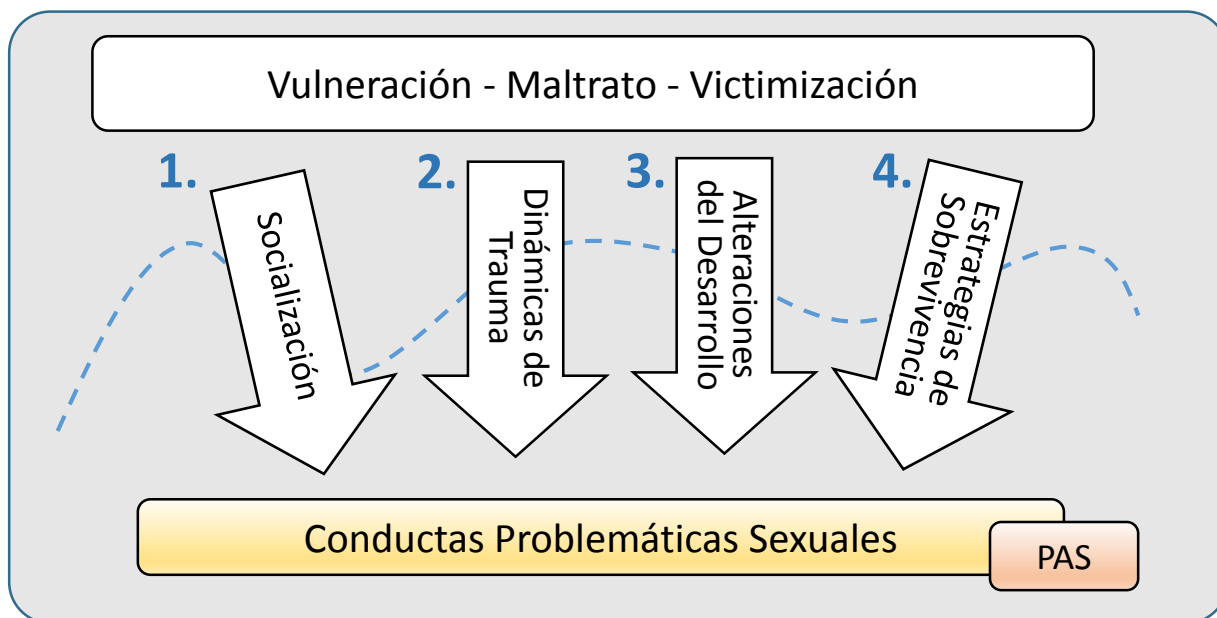 Vulneración - Maltrato - Victimización
1.
Socialización
2.
Dinámicas de
Trauma
3.
Alteraciones
del Desarrollo
4.
Estrategias de
Sobrevivencia
Conductas Problemáticas Sexuales
PAS